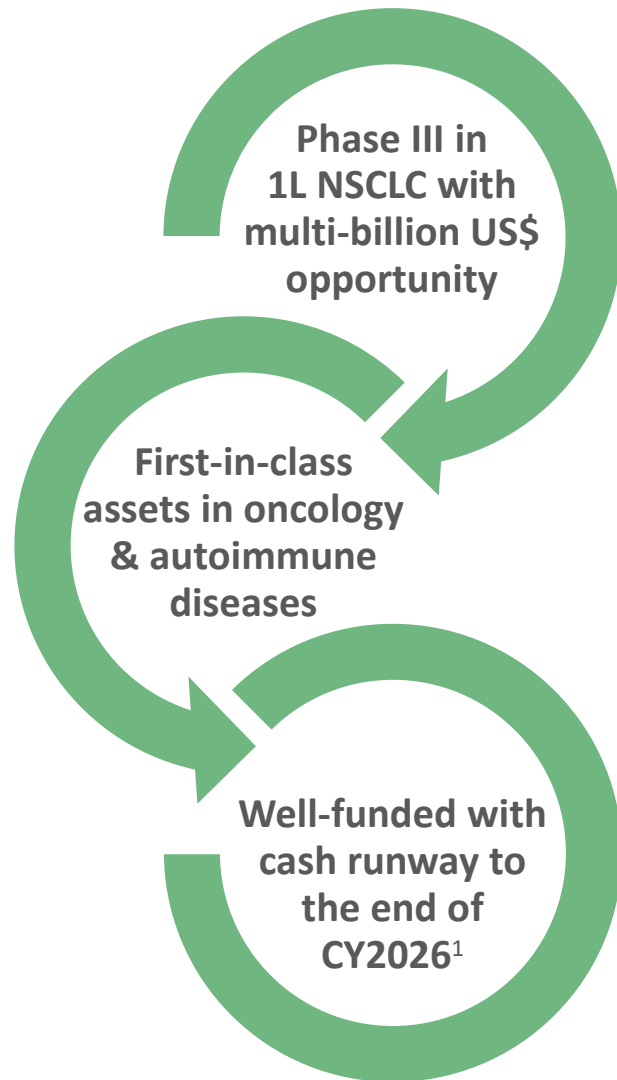 Phase III in
1L NSCLC with
multi-billion US$
opportunity
First-in-class
assets in oncology
& autoimmune
diseases
Well-funded with
cash runway to
the end of
CY2026¹